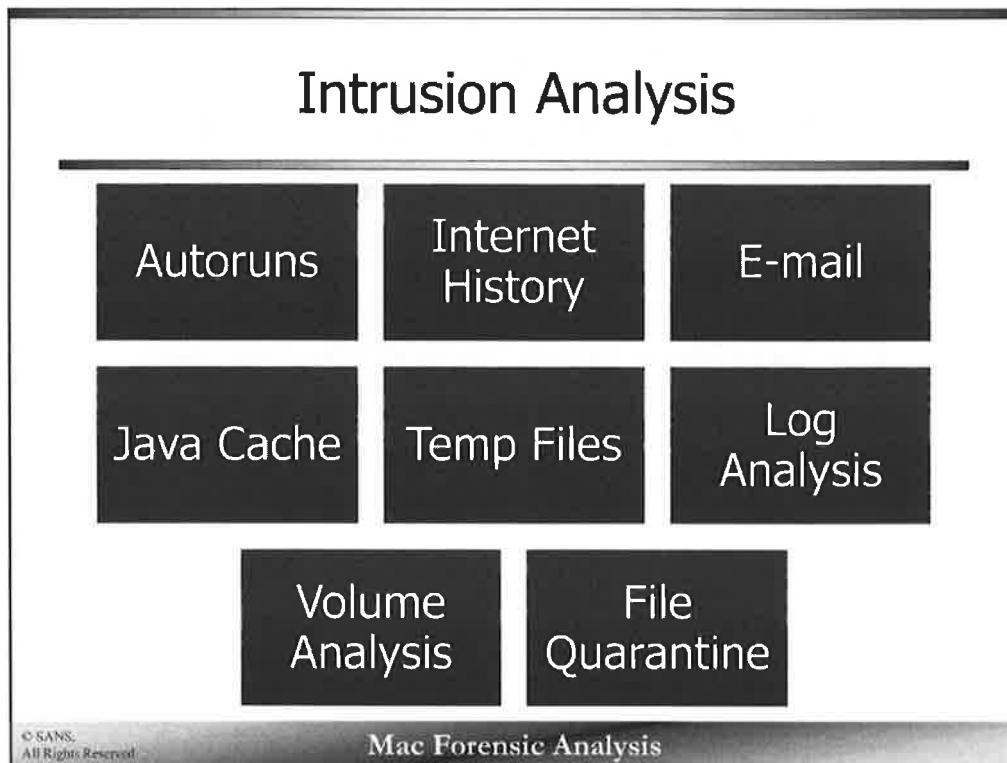 Intrusion Analysis
Autoruns
Internet
History
E-mail
Java Cache
Temp Files
Log
Analysis
Volume
Analysis
File
Quarantine
© SANS,
All Rights Reserved
Mac Forensic Analysis